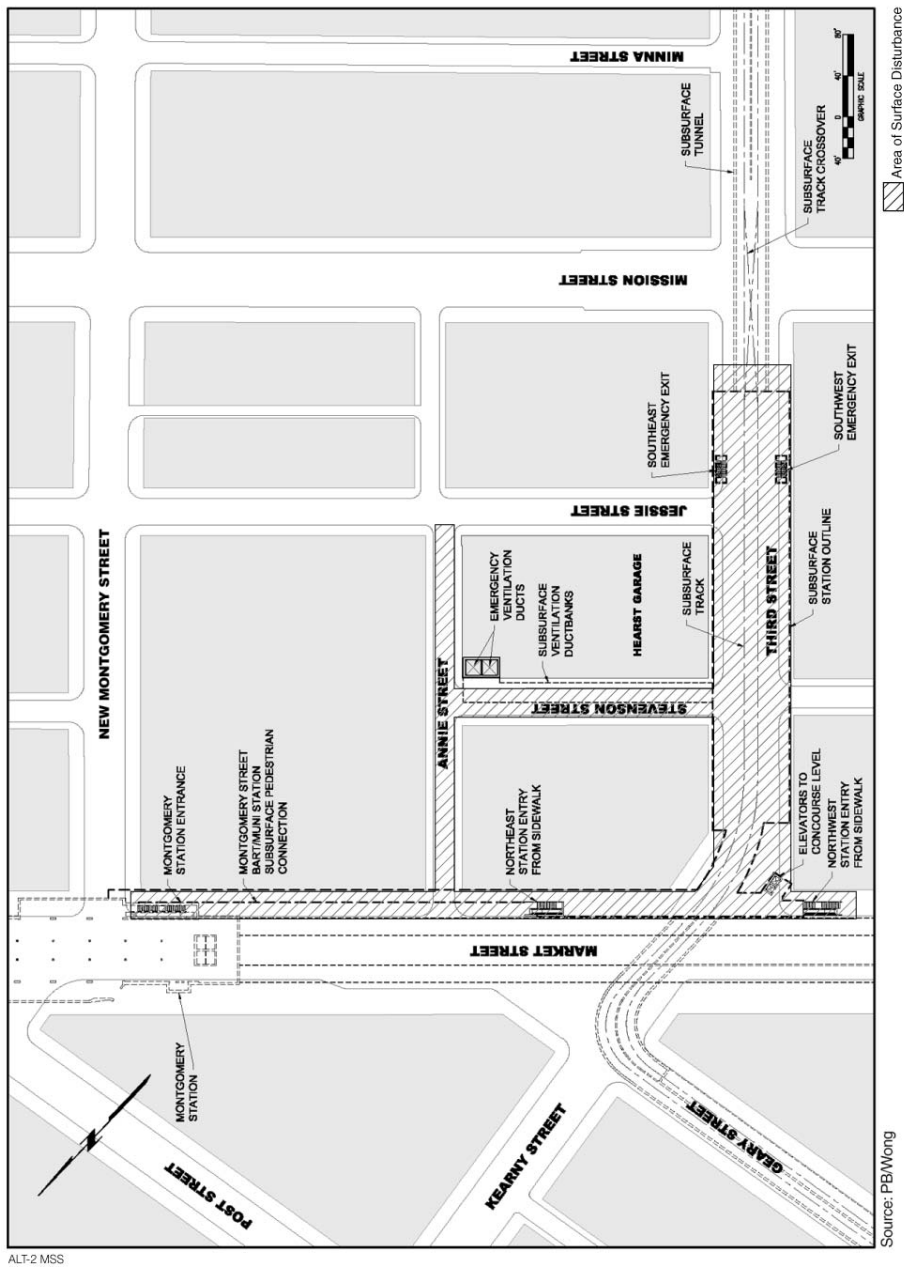 MINNA STREET
SUBSURFACE
TUNNEL
SUBSURFACE
TRACK CROSSOVER
40' 0 40' 80'
GRAPHIC SCALE
Area of Surface Disturbance
MISSION STREET
SOUTHEAST
EMERGENCY EXIT
SOUTHWEST
EMERGENCY EXIT
JESSIE STREET
NEW MONTGOMERY STREET
EMERGENCY
VENTILATION
DUCTS
SUBSURFACE
VENTILATION
DUCTBANKS
HEARST GARAGE
SUBSURFACE
TRACK
THIRD STREET
SUBSURFACE
STATION OUTLINE
ANNIE STREET
STEVENSON STREET
MONTGOMERY
STATION ENTRANCE
MONTGOMERY STREET
BART/MUNI STATION
SUBSURFACE PEDESTRIAN
CONNECTION
NORTHEAST
STATION ENTRY
FROM SIDEWALK
ELEVATORS TO
CONCOURSE LEVEL
NORTHWEST
STATION ENTRY
FROM SIDEWALK
MARKET STREET
MONTGOMERY
STATION
POST STREET
KEARNY STREET
GEARY STREET
Source: PB/Wong
ALT-2 MSS